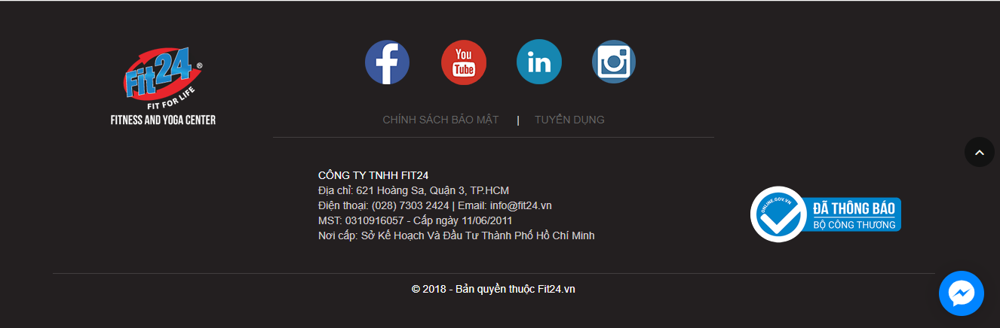 Fit24®
FIT FOR LIFE
FITNESS AND YOGA CENTER
f
You
Tube
in
CHÍNH SÁCH BẢO MẬT | TUYỂN DỤNG
CÔNG TY TNHH FIT24
Địa chỉ: 621 Hoàng Sa, Quận 3, TP.HCM
Điện thoại: (028) 7303 2424 | Email: info@fit24.vn
MST: 0310916057 - Cấp ngày 11/06/2011
Nơi cấp: Sở Kế Hoạch Và Đầu Tư Thành Phố Hồ Chí Minh
ONLINE.GOV.VN
ĐÃ THÔNG BÁO
BỘ CÔNG THƯƠNG
© 2018 - Bản quyền thuộc Fit24.vn